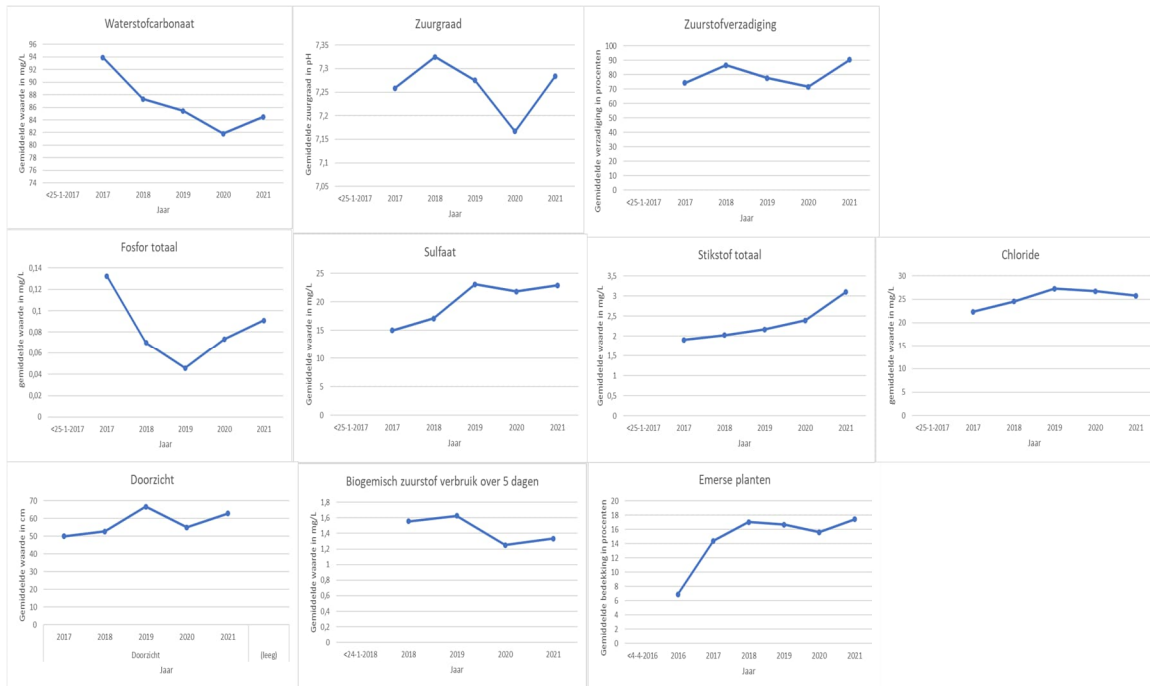 Waterstofcarbonaat
Gemiddelde waarde in mg/L
96
94
92
90
88
86
84
82
80
78
76
74
<25-1-2017 2017 2018 2019 2020 2021
Jaar
Zuurgraad
Gemiddelde zuurgraad in pH
7,35
7,3
7,25
7,2
7,15
7,1
7,05
<25-1-2017 2017 2018 2019 2020 2021
Jaar
Zuurstofverzadiging
Gemiddelde verzadiging in procenten
100
90
80
70
60
50
40
30
20
10
0
<25-1-2017 2017 2018 2019 2020 2021
Jaar
Fosfor totaal
gemiddelde waarde in mg/L
0,14
0,12
0,1
0,08
0,06
0,04
0,02
0
<25-1-2017 2017 2018 2019 2020 2021
Jaar
Sulfaat
Gemiddelde waarde in mg/L
25
20
15
10
5
0
<25-1-2017 2017 2018 2019 2020 2021
Jaar
Stikstof totaal
Gemiddelde waarde in mg/L
3,5
3
2,5
2
1,5
1
0,5
0
<25-1-2017 2017 2018 2019 2020 2021
Jaar
Chloride
gemiddelde waarde in mg/L
30
25
20
15
10
5
0
<25-1-2017 2017 2018 2019 2020 2021
Jaar
Doorzicht
Gemiddelde waarde in cm
70
60
50
40
30
20
10
0
2017 2018 2019 2020 2021
Doorzicht (leeg)
Jaar
Biogemisch zuurstof verbruik over 5 dagen
Gemiddelde waarde in mg/L
1,8
1,6
1,4
1,2
1
0,8
0,6
0,4
0,2
0
<24-1-2018 2018 2019 2020 2021
Jaar
Emerse planten
Gemiddelde bedekking in procenten
20
18
16
14
12
10
8
6
4
2
0
<4-4-2016 2016 2017 2018 2019 2020 2021
Jaar